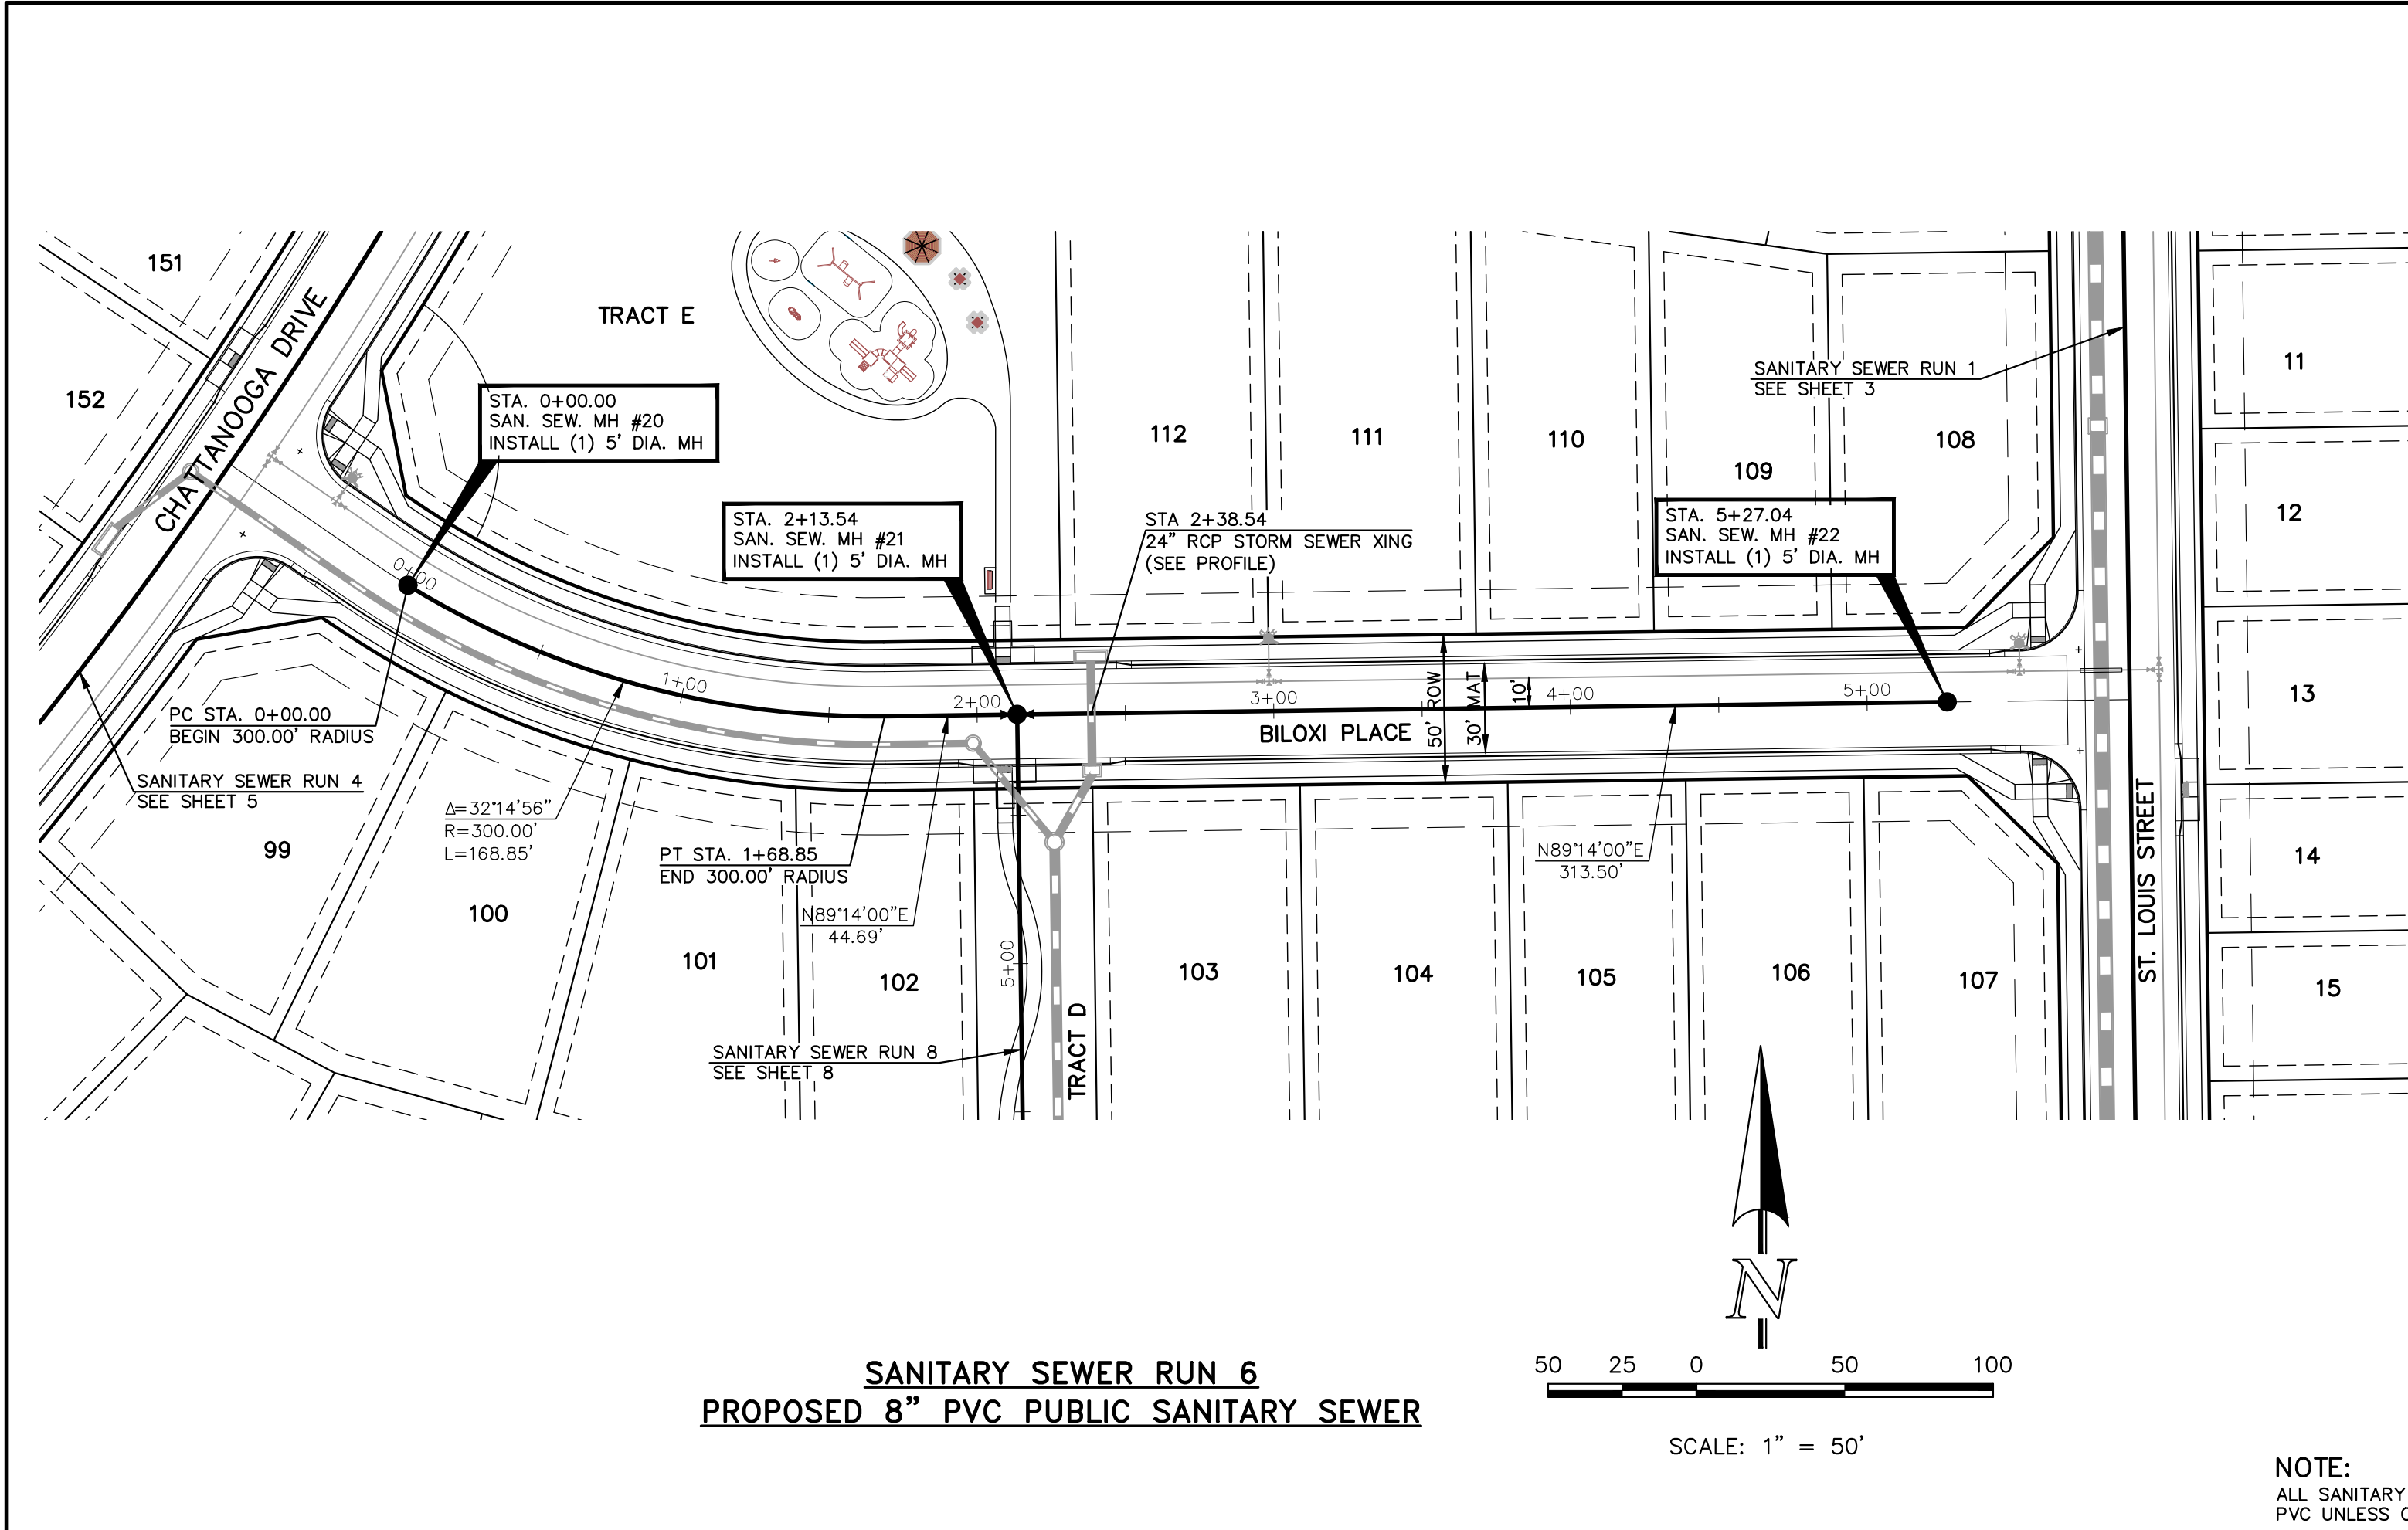 151
152
CHATTANOOGA DRIVE
TRACT E
STA. 0+00.00
SAN. SEW. MH #20
INSTALL (1) 5' DIA. MH
STA. 2+13.54
SAN. SEW. MH #21
INSTALL (1) 5' DIA. MH
STA 2+38.54
24" RCP STORM SEWER XING
(SEE PROFILE)
112
111
110
109
108
SANITARY SEWER RUN 1
SEE SHEET 3
STA. 5+27.04
SAN. SEW. MH #22
INSTALL (1) 5' DIA. MH
11
12
13
14
15
0+00
1+00
2+00
3+00
4+00
5+00
BILOXI PLACE
50' ROW
30' MAT
10'
PC STA. 0+00.00
BEGIN 300.00' RADIUS
SANITARY SEWER RUN 4
SEE SHEET 5
Δ=32°14'56"
R=300.00'
L=168.85'
PT STA. 1+68.85
END 300.00' RADIUS
N89°14'00"E
44.69'
N89°14'00"E
313.50'
99
100
101
102
5+00
TRACT D
103
104
105
106
107
ST. LOUIS STREET
SANITARY SEWER RUN 8
SEE SHEET 8
N
SANITARY SEWER RUN 6
PROPOSED 8" PVC PUBLIC SANITARY SEWER
50 25 0 50 100
SCALE: 1" = 50'
NOTE:
ALL SANITARY
PVC UNLESS